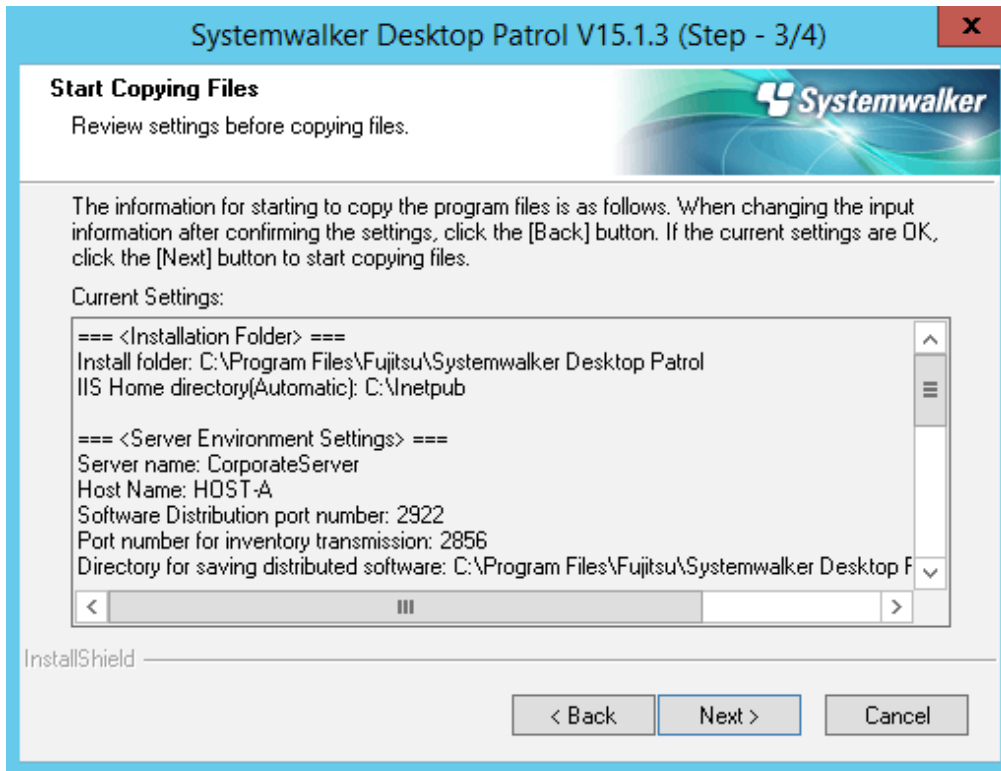 Systemwalker Desktop Patrol V15.1.3 (Step - 3/4)
x
Start Copying Files
Systemwalker
Review settings before copying files.
The information for starting to copy the program files is as follows. When changing the input
information after confirming the settings, click the [Back] button. If the current settings are OK,
click the [Next] button to start copying files.
Current Settings:
=== <Installation Folder> ===
Install folder: C:\Program Files\Fujitsu\Systemwalker Desktop Patrol
IIS Home directory(Automatic): C:\Inetpub
=== <Server Environment Settings> ===
Server name: CorporateServer
Host Name: HOST-A
Software Distribution port number: 2922
Port number for inventory transmission: 2856
Directory for saving distributed software: C:\Program Files\Fujitsu\Systemwalker Desktop F
InstallShield
< Back
Next >
Cancel